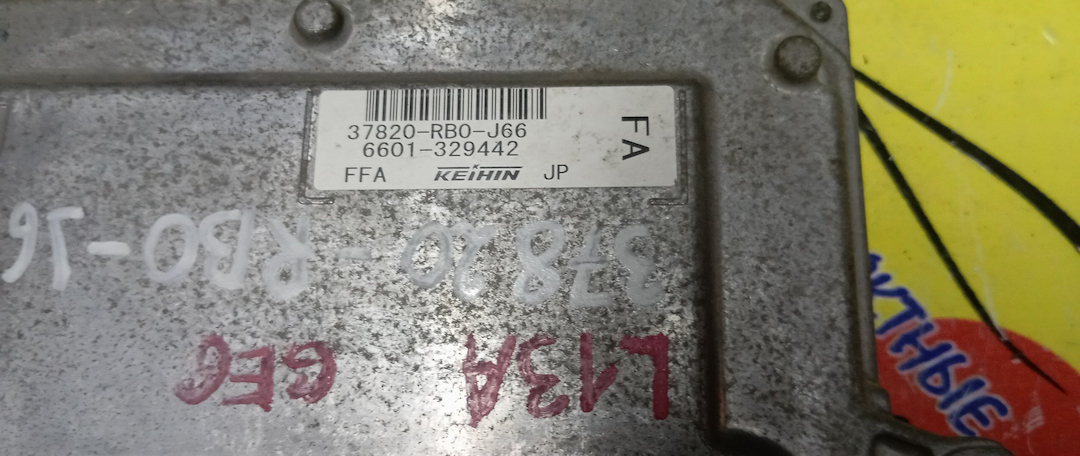 37820-RB0-J66
6601-329442
FFA KEIHIN JP
FA
37820-RB0-J6
L13A GE6